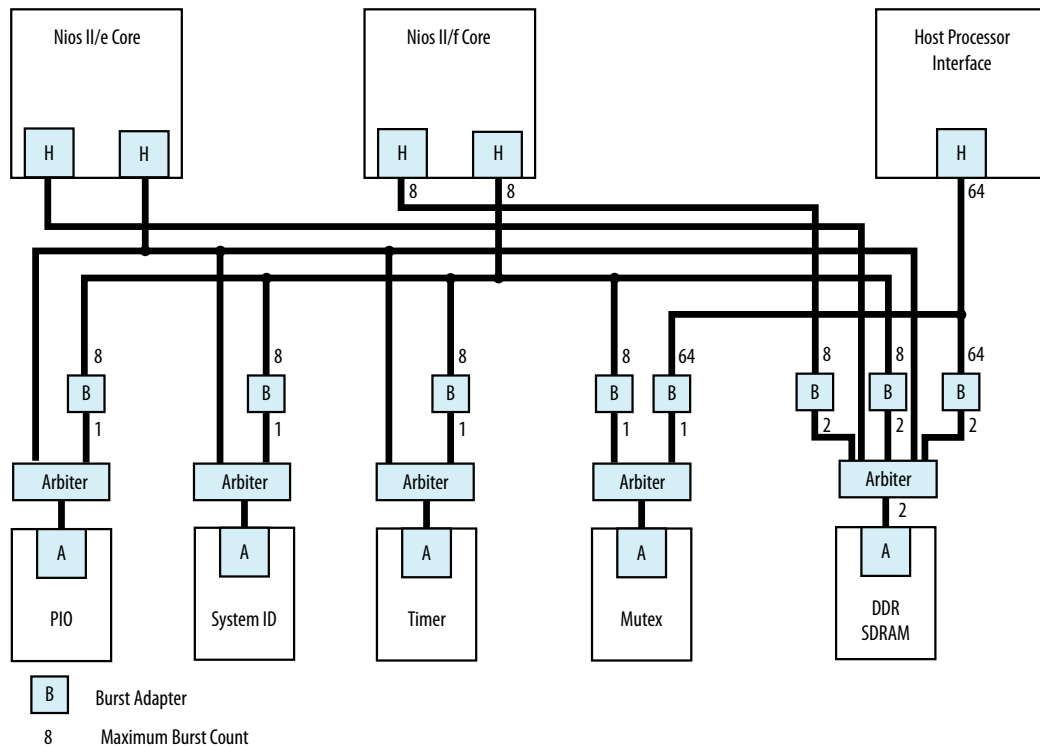 Nios II/e Core
Nios II/f Core
Host Processor
Interface
H
H
H
H
H
8
8
64
8
8
8
8
64
8
8
64
B
B
B
B
B
B
B
B
1
1
1
1
1
2
2
2
Arbiter
Arbiter
Arbiter
Arbiter
Arbiter
2
A
A
A
A
A
PIO
System ID
Timer
Mutex
DDR
SDRAM
B
Burst Adapter
8
Maximum Burst Count